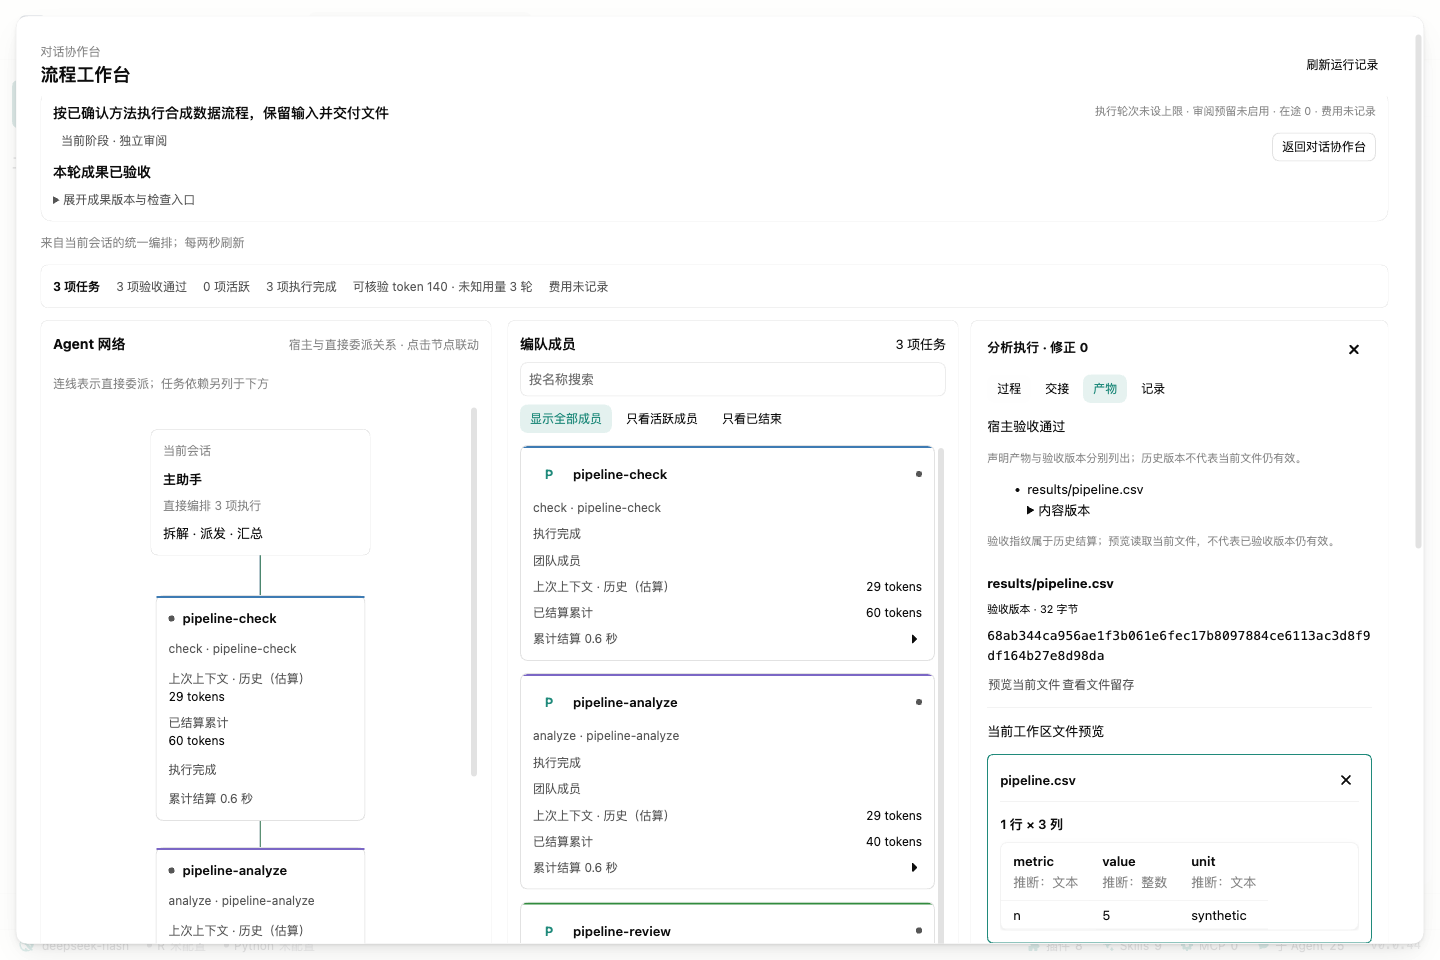 对话协作台
流程工作台
刷新运行记录
按已确认方法执行合成数据流程，保留输入并交付文件
执行轮次未设上限 · 审阅预留未启用 · 在途 0 · 费用未记录
当前阶段 · 独立审阅
返回对话协作台
本轮成果已验收
展开成果版本与检查入口
来自当前会话的统一编排；每两秒刷新
3 项任务 3 项验收通过 0 项活跃 3 项执行完成 可核验 token 140 · 未知用量 3 轮 费用未记录
Agent 网络
宿主与直接委派关系 · 点击节点联动
连线表示直接委派；任务依赖另列于下方
当前会话
主助手
直接编排 3 项执行
拆解 · 派发 · 汇总
pipeline-check
check · pipeline-check
上次上下文 · 历史（估算）
29 tokens
已结算累计
60 tokens
执行完成
累计结算 0.6 秒
pipeline-analyze
analyze · pipeline-analyze
上次上下文 · 历史（估算）
编队成员
3 项任务
按名称搜索
显示全部成员 只看活跃成员 只看已结束
P pipeline-check
check · pipeline-check
执行完成
团队成员
上次上下文 · 历史（估算） 29 tokens
已结算累计 60 tokens
累计结算 0.6 秒
P pipeline-analyze
analyze · pipeline-analyze
执行完成
团队成员
上次上下文 · 历史（估算） 29 tokens
已结算累计 40 tokens
累计结算 0.6 秒
P pipeline-review
分析执行 · 修正 0
过程 交接 产物 记录
宿主验收通过
声明产物与验收版本分别列出；历史版本不代表当前文件仍有效。
• results/pipeline.csv
内容版本
验收指纹属于历史结算；预览读取当前文件，不代表已验收版本仍有效。
results/pipeline.csv
验收版本 · 32 字节
68ab344ca956ae1f3b061e6fec17b8097884ce6113ac3d8f9
df164b27e8d98da
预览当前文件 查看文件留存
当前工作区文件预览
pipeline.csv
1 行 × 3 列
metric value unit
推断：文本 推断：整数 推断：文本
n 5 synthetic